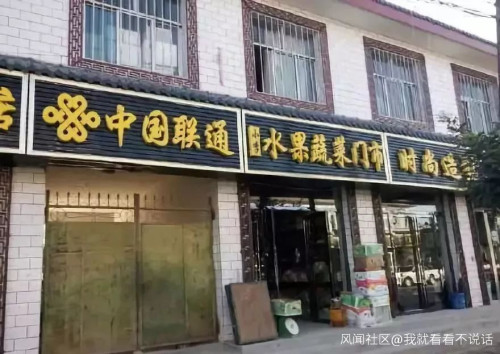 中国联通
水果蔬菜门市
时尚造
风闻社区@我就看看不说话